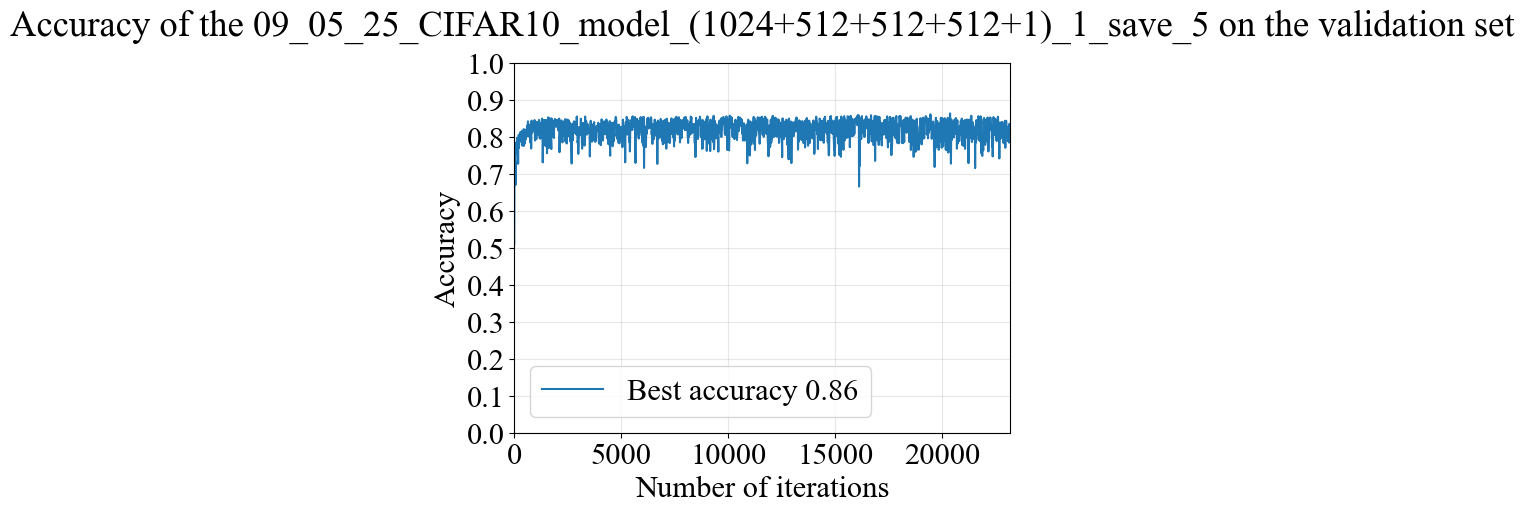 Accuracy of the 09_05_25_CIFAR10_model_(1024+512+512+512+1)_1_save_5 on the validation set
1.0
0.9
0.8
0.7
0.6
0.5
0.4
0.3
0.2
0.1
0.0
Accuracy
Best accuracy 0.86
0 5000 10000 15000 20000
Number of iterations